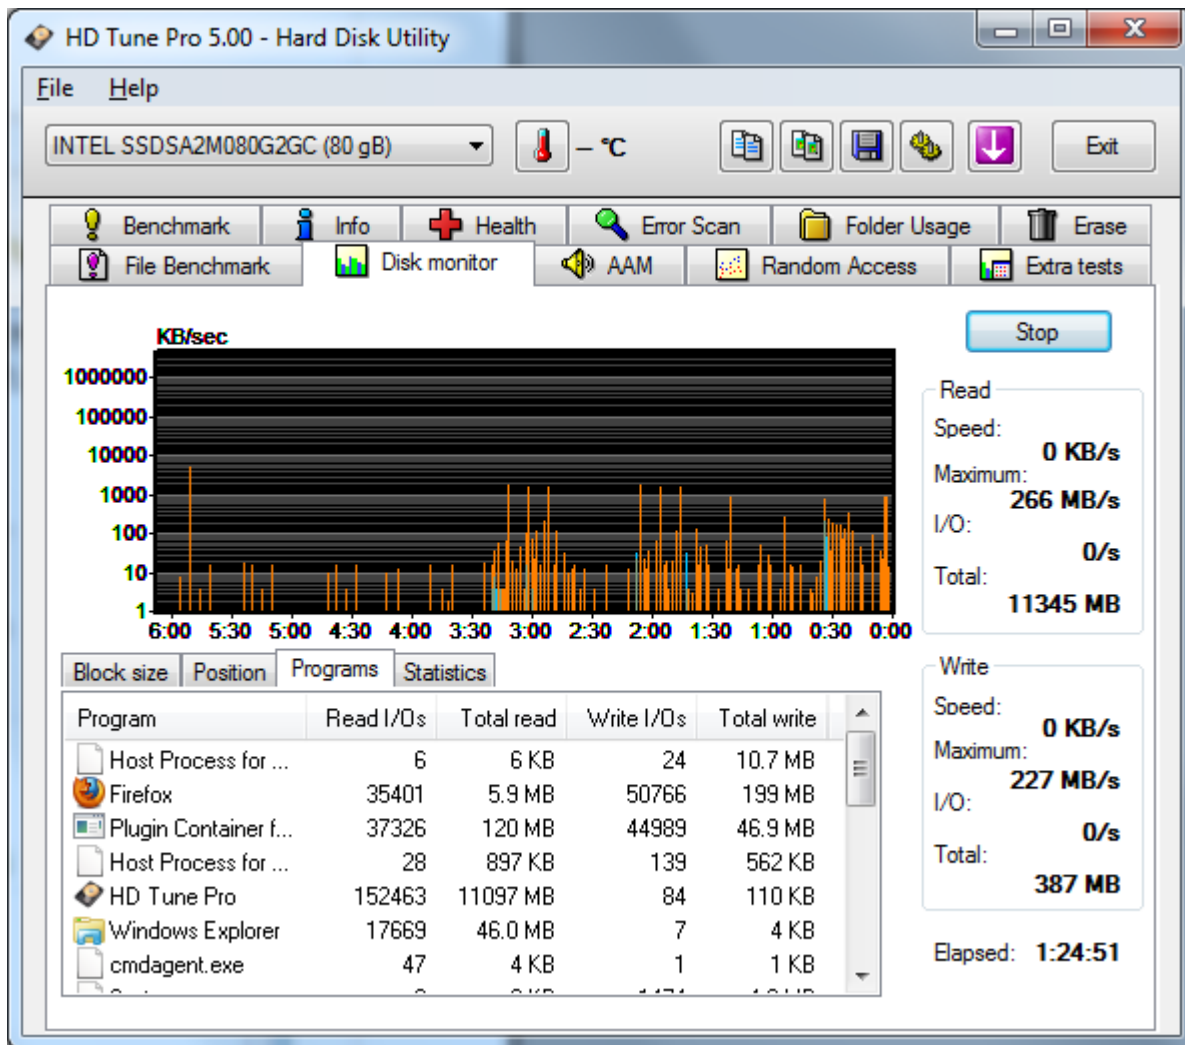 HD Tune Pro 5.00 - Hard Disk Utility
File Help
INTEL SSDSA2M080G2GC (80 gB) – °C Exit
Benchmark Info Health Error Scan Folder Usage Erase
File Benchmark Disk monitor AAM Random Access Extra tests
KB/sec
Stop
1000000
100000
10000
1000
100
10
1
6:00 5:30 5:00 4:30 4:00 3:30 3:00 2:30 2:00 1:30 1:00 0:30 0:00
Read
Speed:
0 KB/s
Maximum:
266 MB/s
I/O:
0/s
Total:
11345 MB
Block size Position Programs Statistics
Program Read I/Os Total read Write I/Os Total write
Host Process for ... 6 6 KB 24 10.7 MB
Firefox 35401 5.9 MB 50766 199 MB
Plugin Container f... 37326 120 MB 44989 46.9 MB
Host Process for ... 28 897 KB 139 562 KB
HD Tune Pro 152463 11097 MB 84 110 KB
Windows Explorer 17669 46.0 MB 7 4 KB
cmdagent.exe 47 4 KB 1 1 KB
Write
Speed:
0 KB/s
Maximum:
227 MB/s
I/O:
0/s
Total:
387 MB
Elapsed: 1:24:51